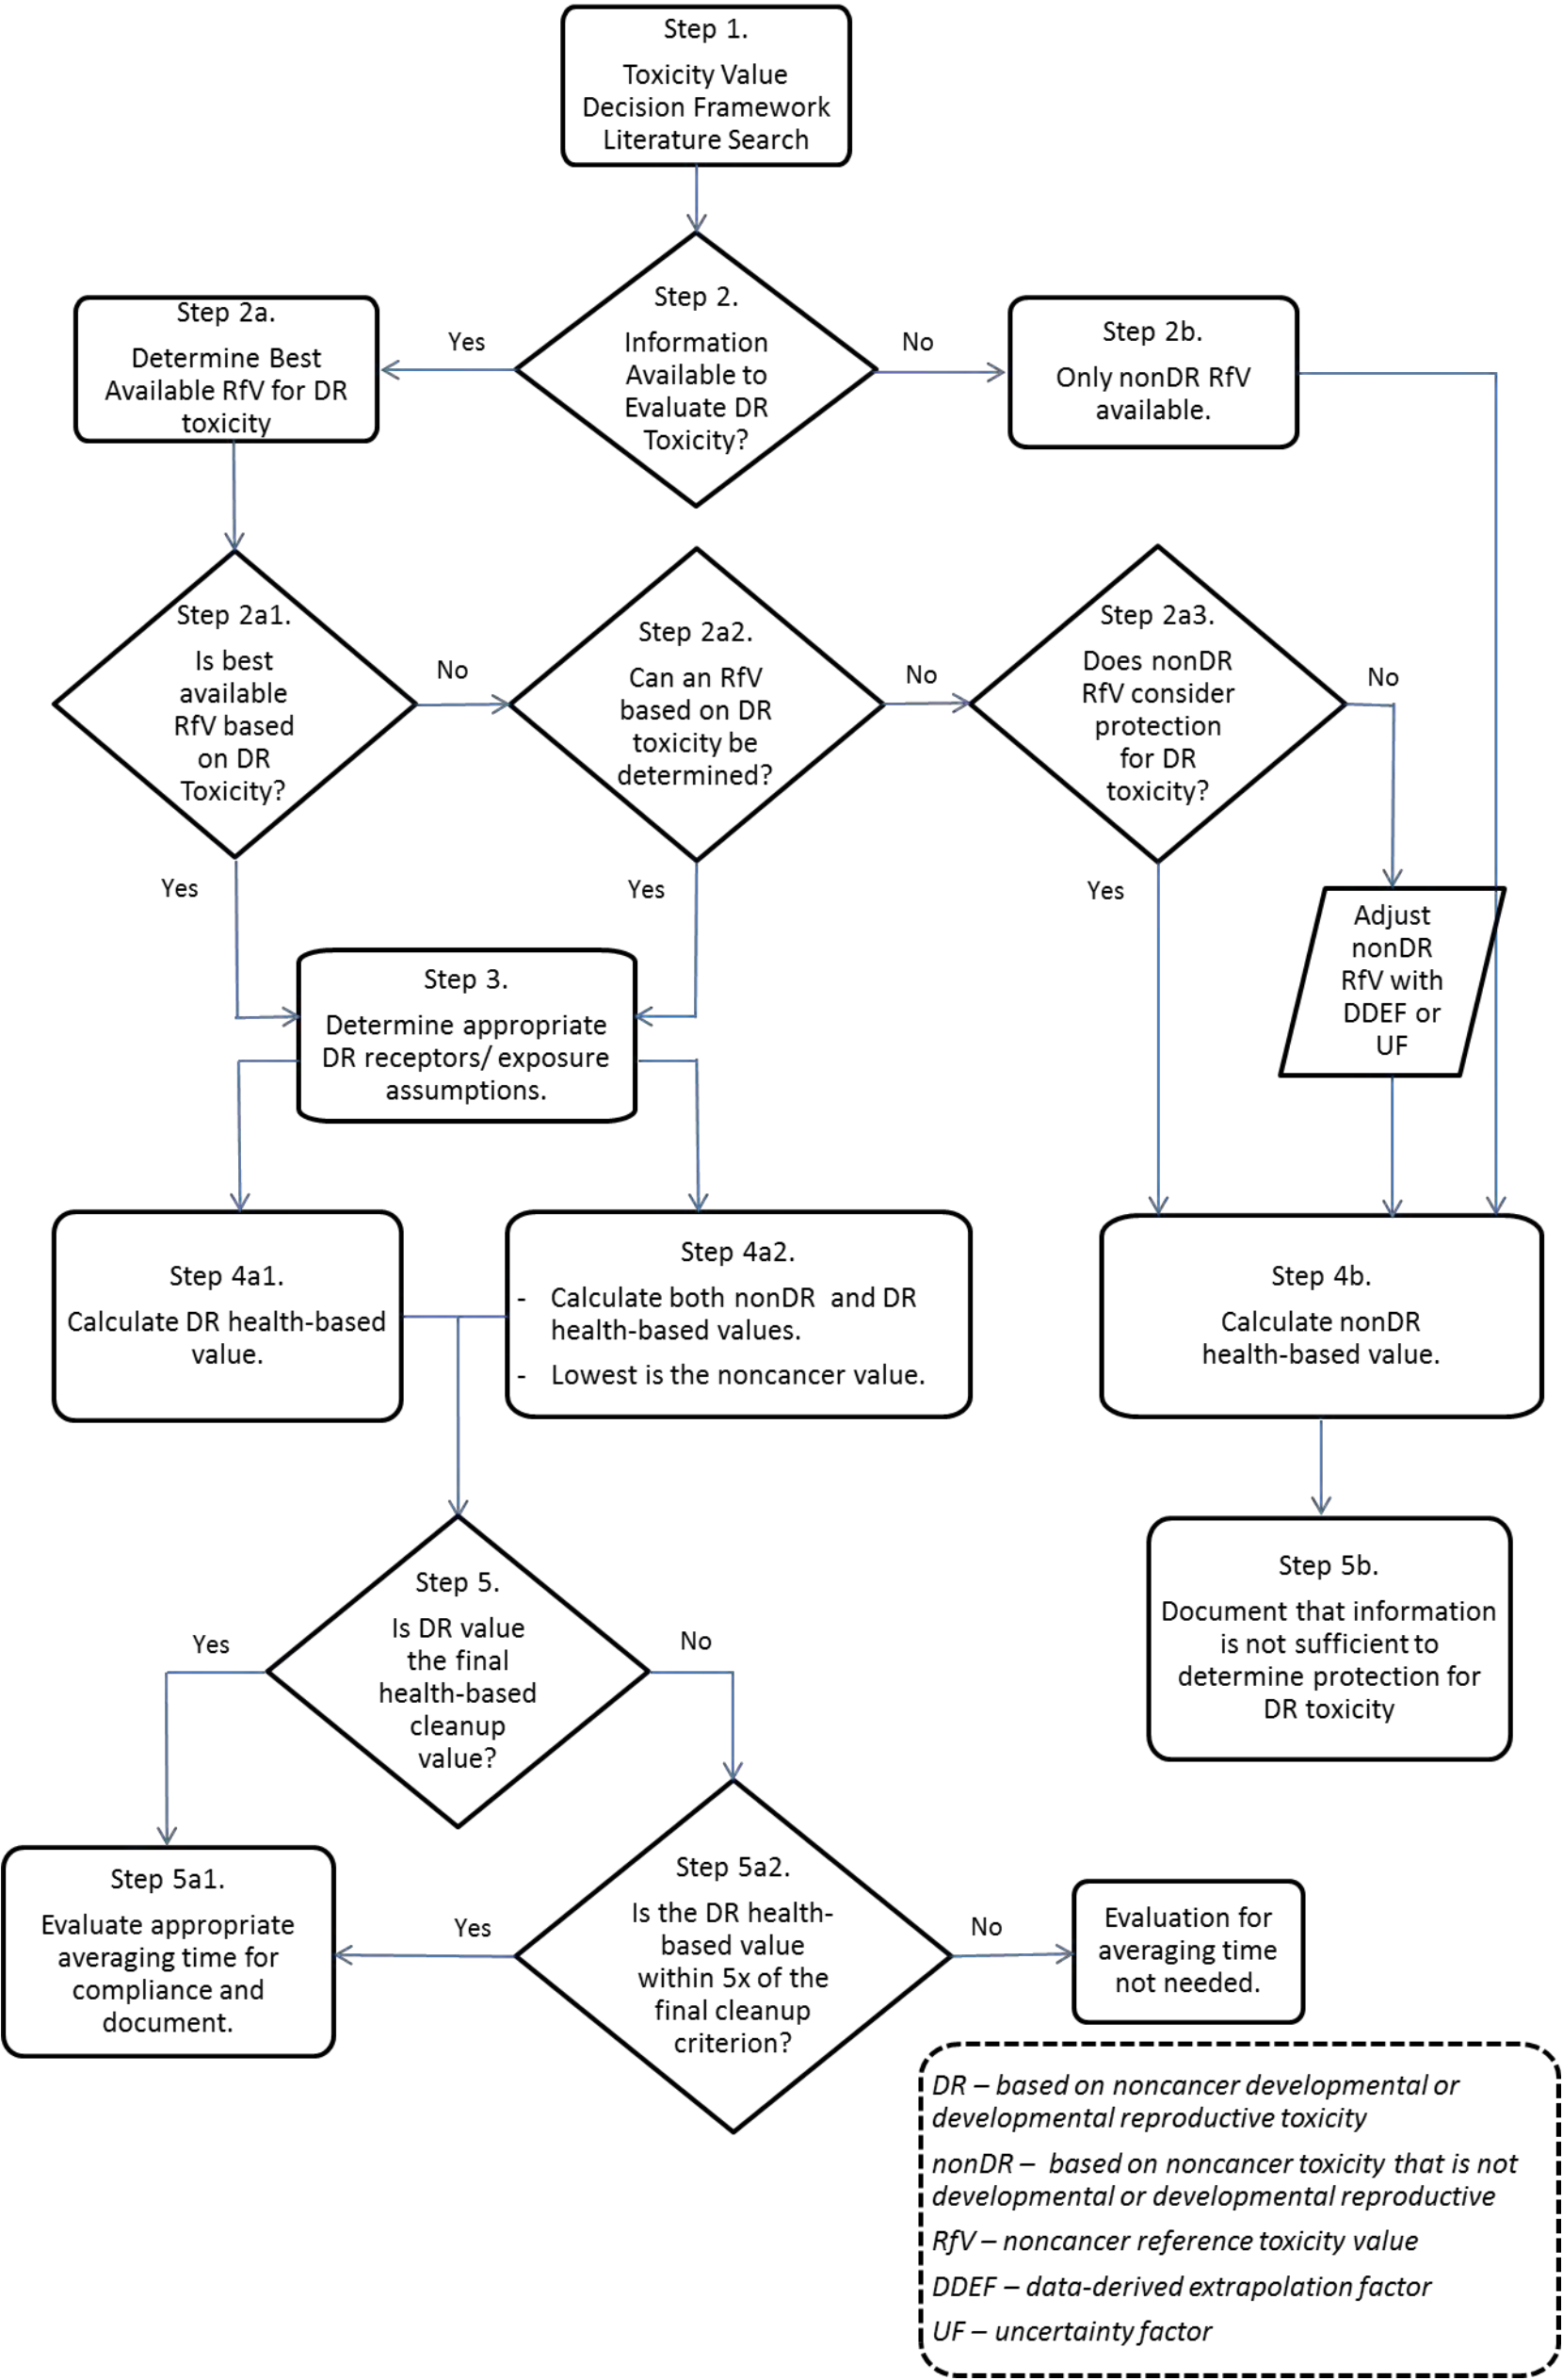 Step 1.
Toxicity Value
Decision Framework
Literature Search
Step 2.
Information
Available to
Evaluate DR
Toxicity?
Yes
No
Step 2a.
Determine Best
Available RfV for DR
toxicity
Step 2b.
Only nonDR RfV
available.
Step 2a1.
Is best
available
RfV based
on DR
Toxicity?
No
Yes
Step 2a2.
Can an RfV
based on DR
toxicity be
determined?
No
Yes
Step 2a3.
Does nonDR
RfV consider
protection
for DR
toxicity?
No
Yes
Adjust
nonDR
RfV with
DDEF or
UF
Step 3.
Determine appropriate
DR receptors/ exposure
assumptions.
Step 4a1.
Calculate DR health-based
value.
Step 4a2.
- Calculate both nonDR and DR
health-based values.
- Lowest is the noncancer value.
Step 4b.
Calculate nonDR
health-based value.
Step 5b.
Document that information
is not sufficient to
determine protection for
DR toxicity
Step 5.
Is DR value
the final
health-based
cleanup
value?
Yes
No
Step 5a1.
Evaluate appropriate
averaging time for
compliance and
document.
Yes
Step 5a2.
Is the DR health-
based value
within 5x of the
final cleanup
criterion?
No
Evaluation for
averaging time
not needed.
DR – based on noncancer developmental or
developmental reproductive toxicity
nonDR – based on noncancer toxicity that is not
developmental or developmental reproductive
RfV – noncancer reference toxicity value
DDEF – data-derived extrapolation factor
UF – uncertainty factor